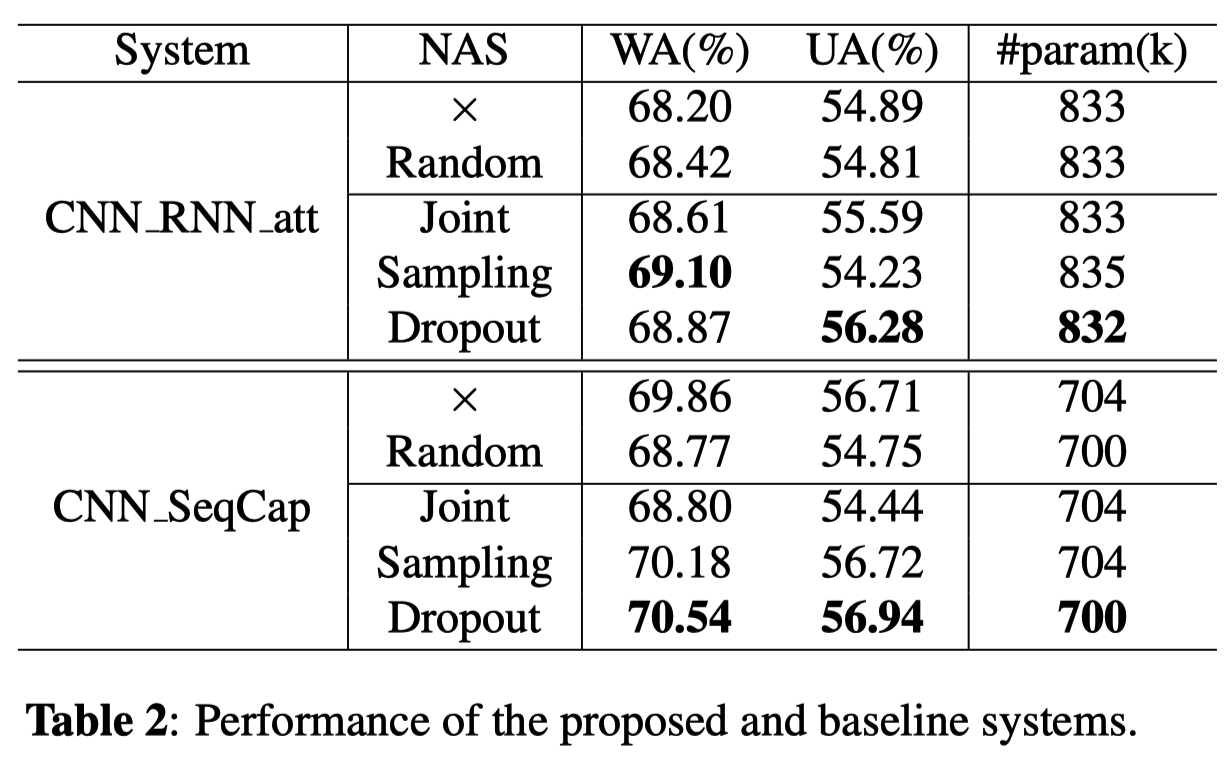 System NAS WA(%) UA(%) #param(k)
× 68.20 54.89 833
Random 68.42 54.81 833
CNN_RNN_att Joint 68.61 55.59 833
Sampling 69.10 54.23 835
Dropout 68.87 56.28 832
× 69.86 56.71 704
Random 68.77 54.75 700
CNN_SeqCap Joint 68.80 54.44 704
Sampling 70.18 56.72 704
Dropout 70.54 56.94 700
Table 2: Performance of the proposed and baseline systems.